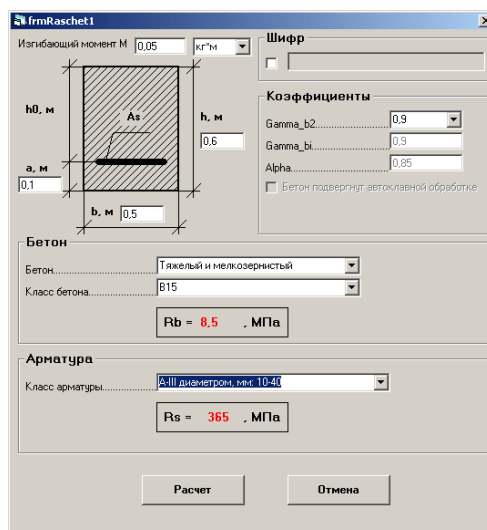 frmRaschet1
Изгибающий момент M 0,05 кг*м
Шифр
h0, м
As
h, м
0,6
a, м
0,1
b, м 0,5
Коэффициенты
Gamma_b2 0,9
Gamma_bi 0,9
Alpha 0,85
Бетон подвергнут автоклавной обработке
Бетон
Бетон Тяжелый и мелкозернистый
Класс бетона B15
Rb = 8,5 , МПа
Арматура
Класс арматуры A-III диаметром, мм: 10-40
Rs = 365 , МПа
Расчет Отмена